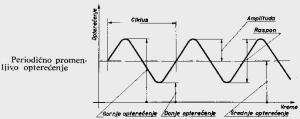 Periodično promen-
ljivo opterećenje
Opterećenje
Ciklus
Amplituda
Raspon
Vreme
Gornje opterećenje
Donje opterećenje
Srednje opterećenje